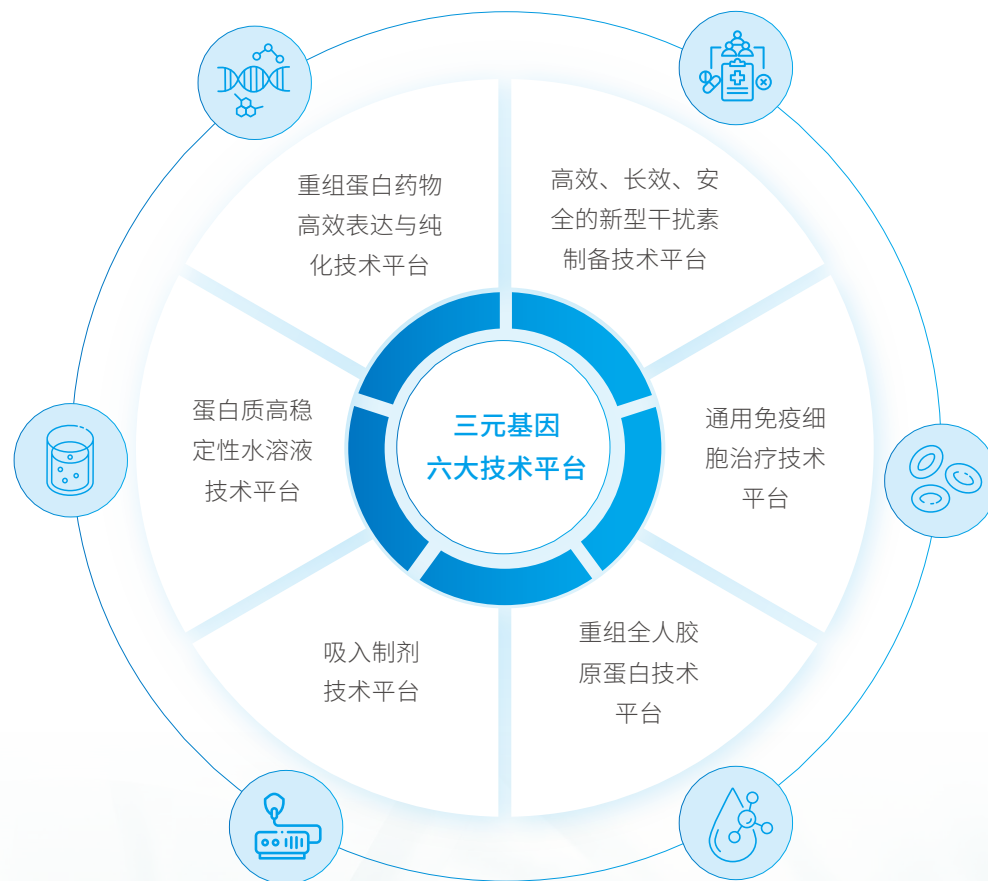 重组蛋白药物
高效表达与纯
化技术平台
高效、长效、安
全的新型干扰素
制备技术平台
蛋白质高稳
定性水溶液
技术平台
三元基因
六大技术平台
通用免疫细
胞治疗技术
平台
吸入制剂
技术平台
重组全人胶
原蛋白技术
平台